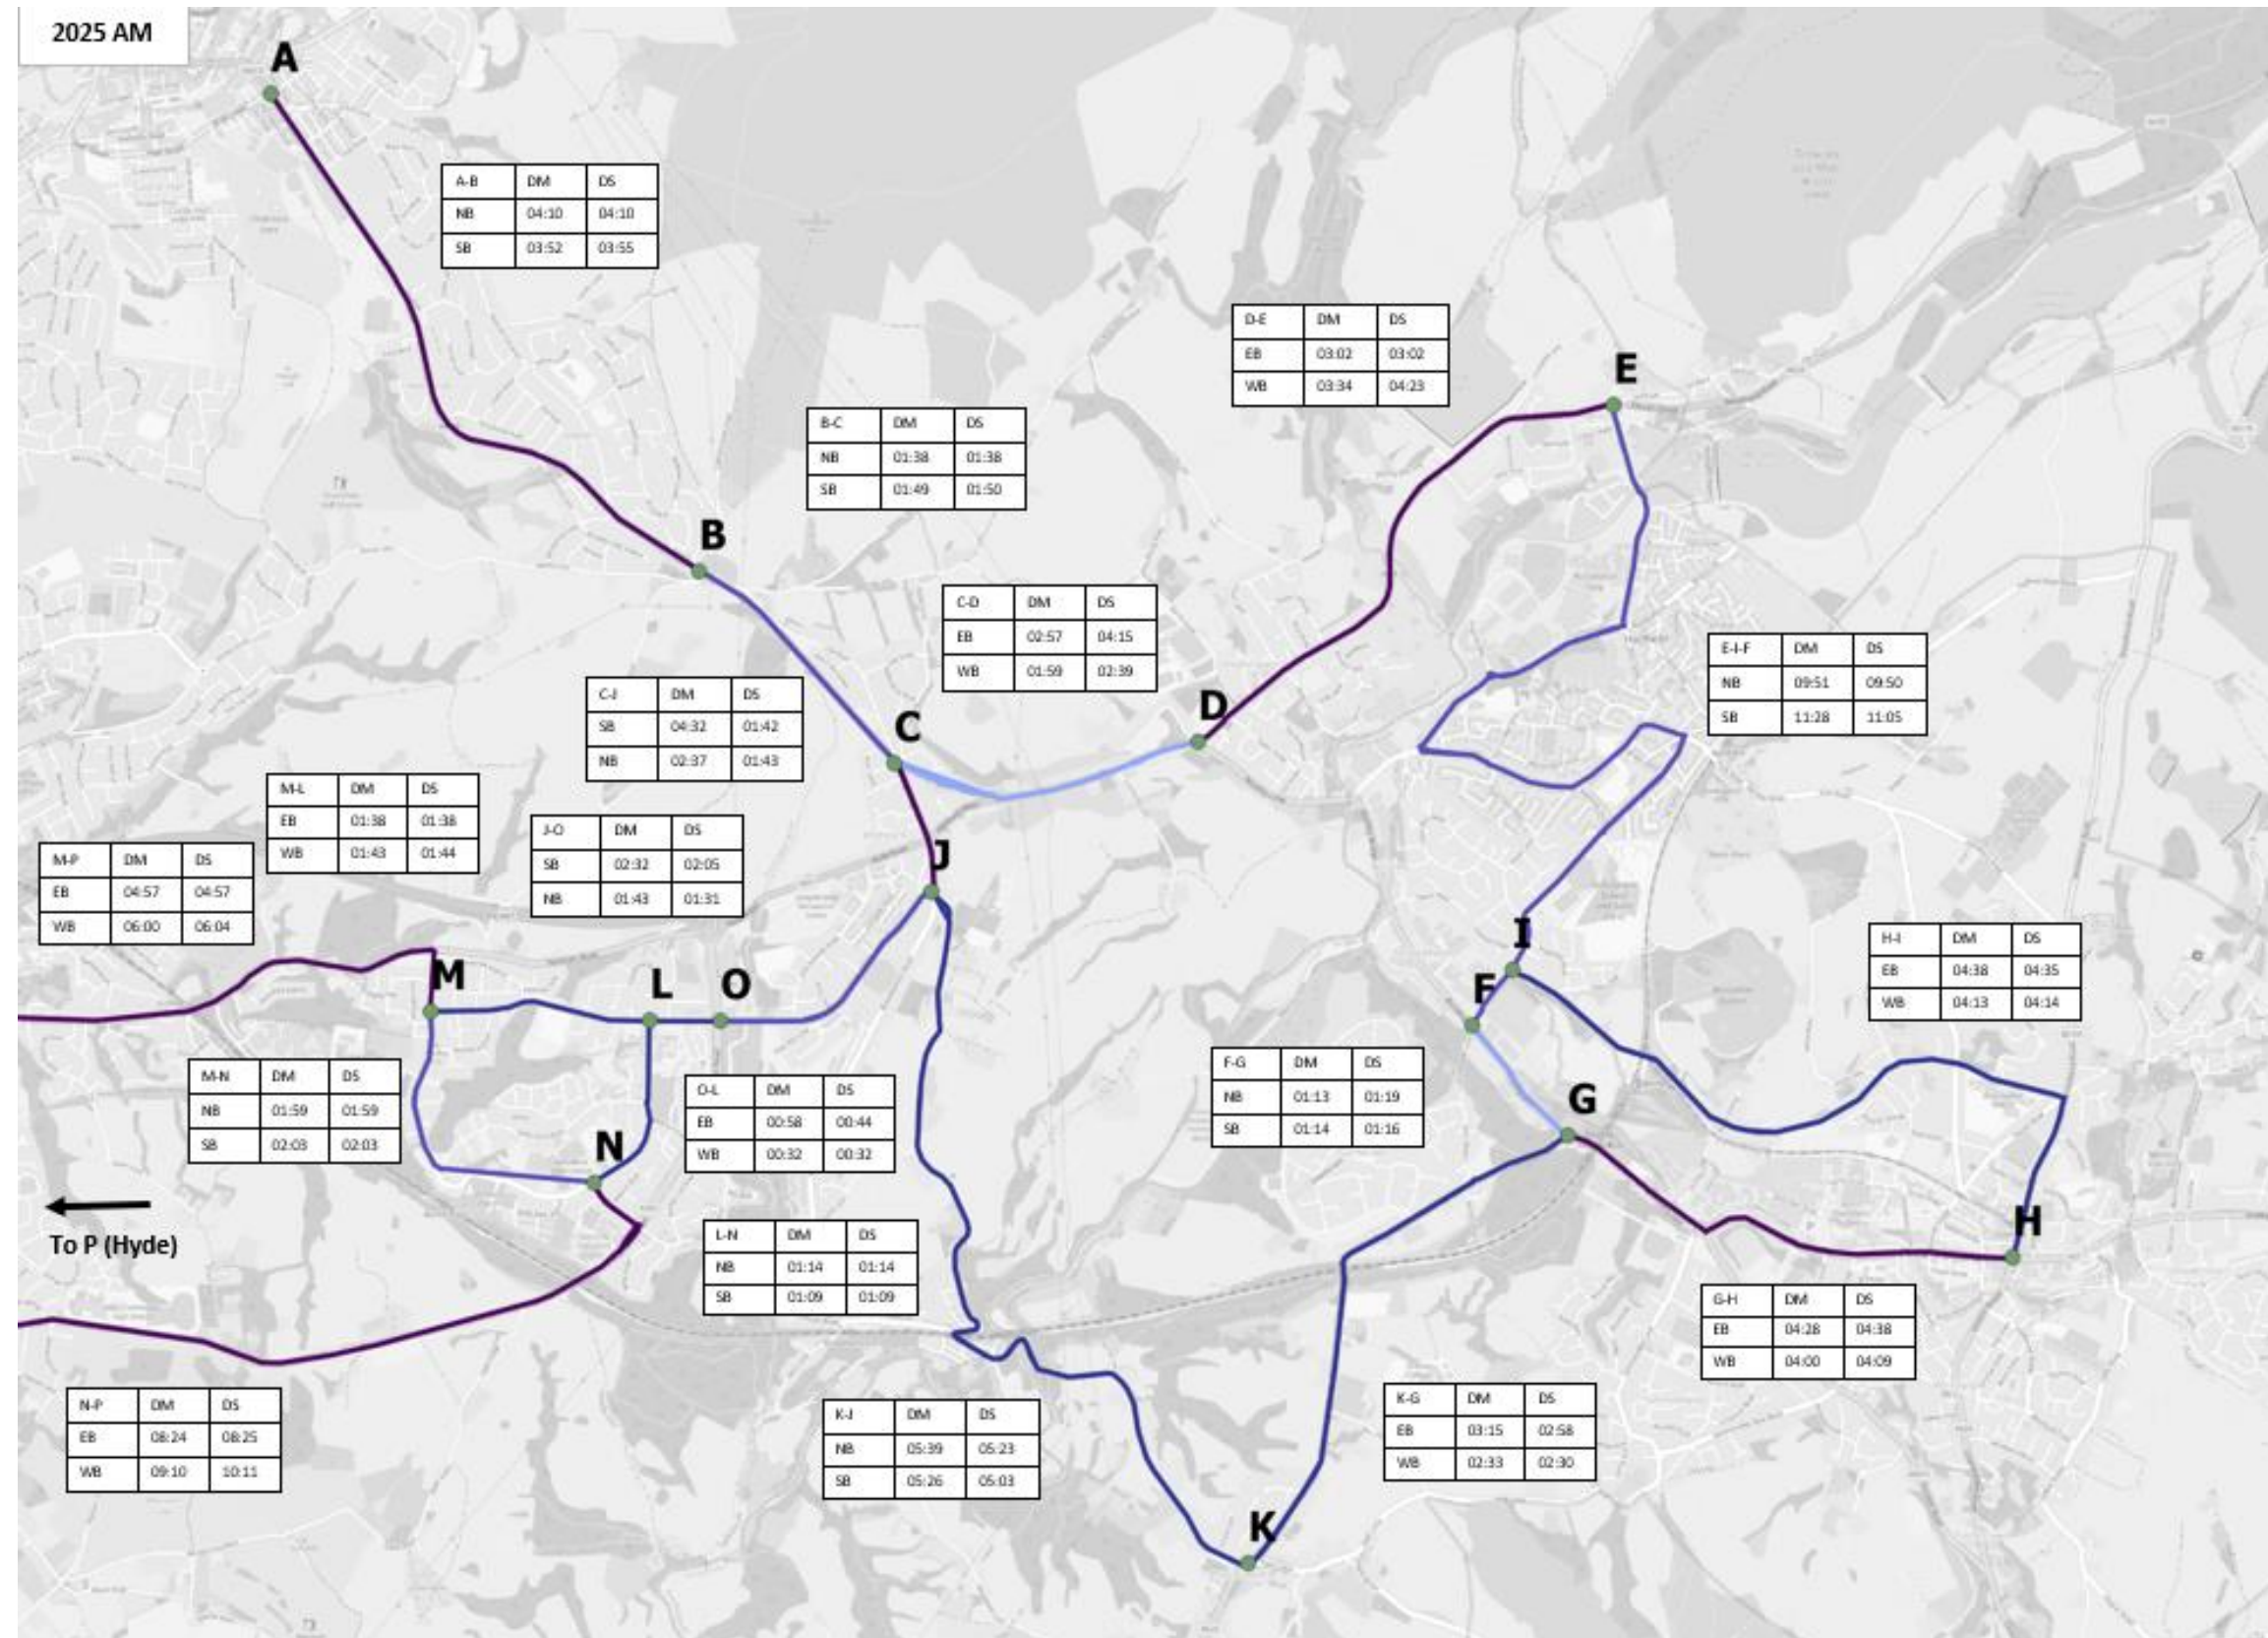 2025 AM
A
A-B DM DS
NB 04:10 04:10
SB 03:52 03:55
D-E DM DS
EB 03:02 03:02
WB 03:34 04:23
E
B-C DM DS
NB 01:38 01:38
SB 01:49 01:50
B
C-D DM DS
EB 02:57 04:15
WB 01:59 02:39
E-I-F DM DS
NB 09:51 09:50
SB 11:28 11:05
C-J DM DS
SB 04:32 01:42
NB 02:37 01:43
C
D
M-L DM DS
EB 01:38 01:38
WB 01:43 01:44
J-O DM DS
SB 02:32 02:05
NB 01:43 01:31
J
M-P DM DS
EB 04:57 04:57
WB 06:00 06:04
I
H-I DM DS
EB 04:38 04:35
WB 04:13 04:14
M
L
O
F
M-N DM DS
NB 01:59 01:59
SB 02:03 02:03
O-L DM DS
EB 00:58 00:44
WB 00:32 00:32
F-G DM DS
NB 01:13 01:19
SB 01:14 01:16
G
N
H
To P (Hyde)
L-N DM DS
NB 01:14 01:14
SB 01:09 01:09
G-H DM DS
EB 04:28 04:38
WB 04:00 04:09
N-P DM DS
EB 08:24 08:25
WB 09:10 10:11
K-J DM DS
NB 05:39 05:23
SB 05:26 05:03
K-G DM DS
EB 03:15 02:58
WB 02:33 02:30
K